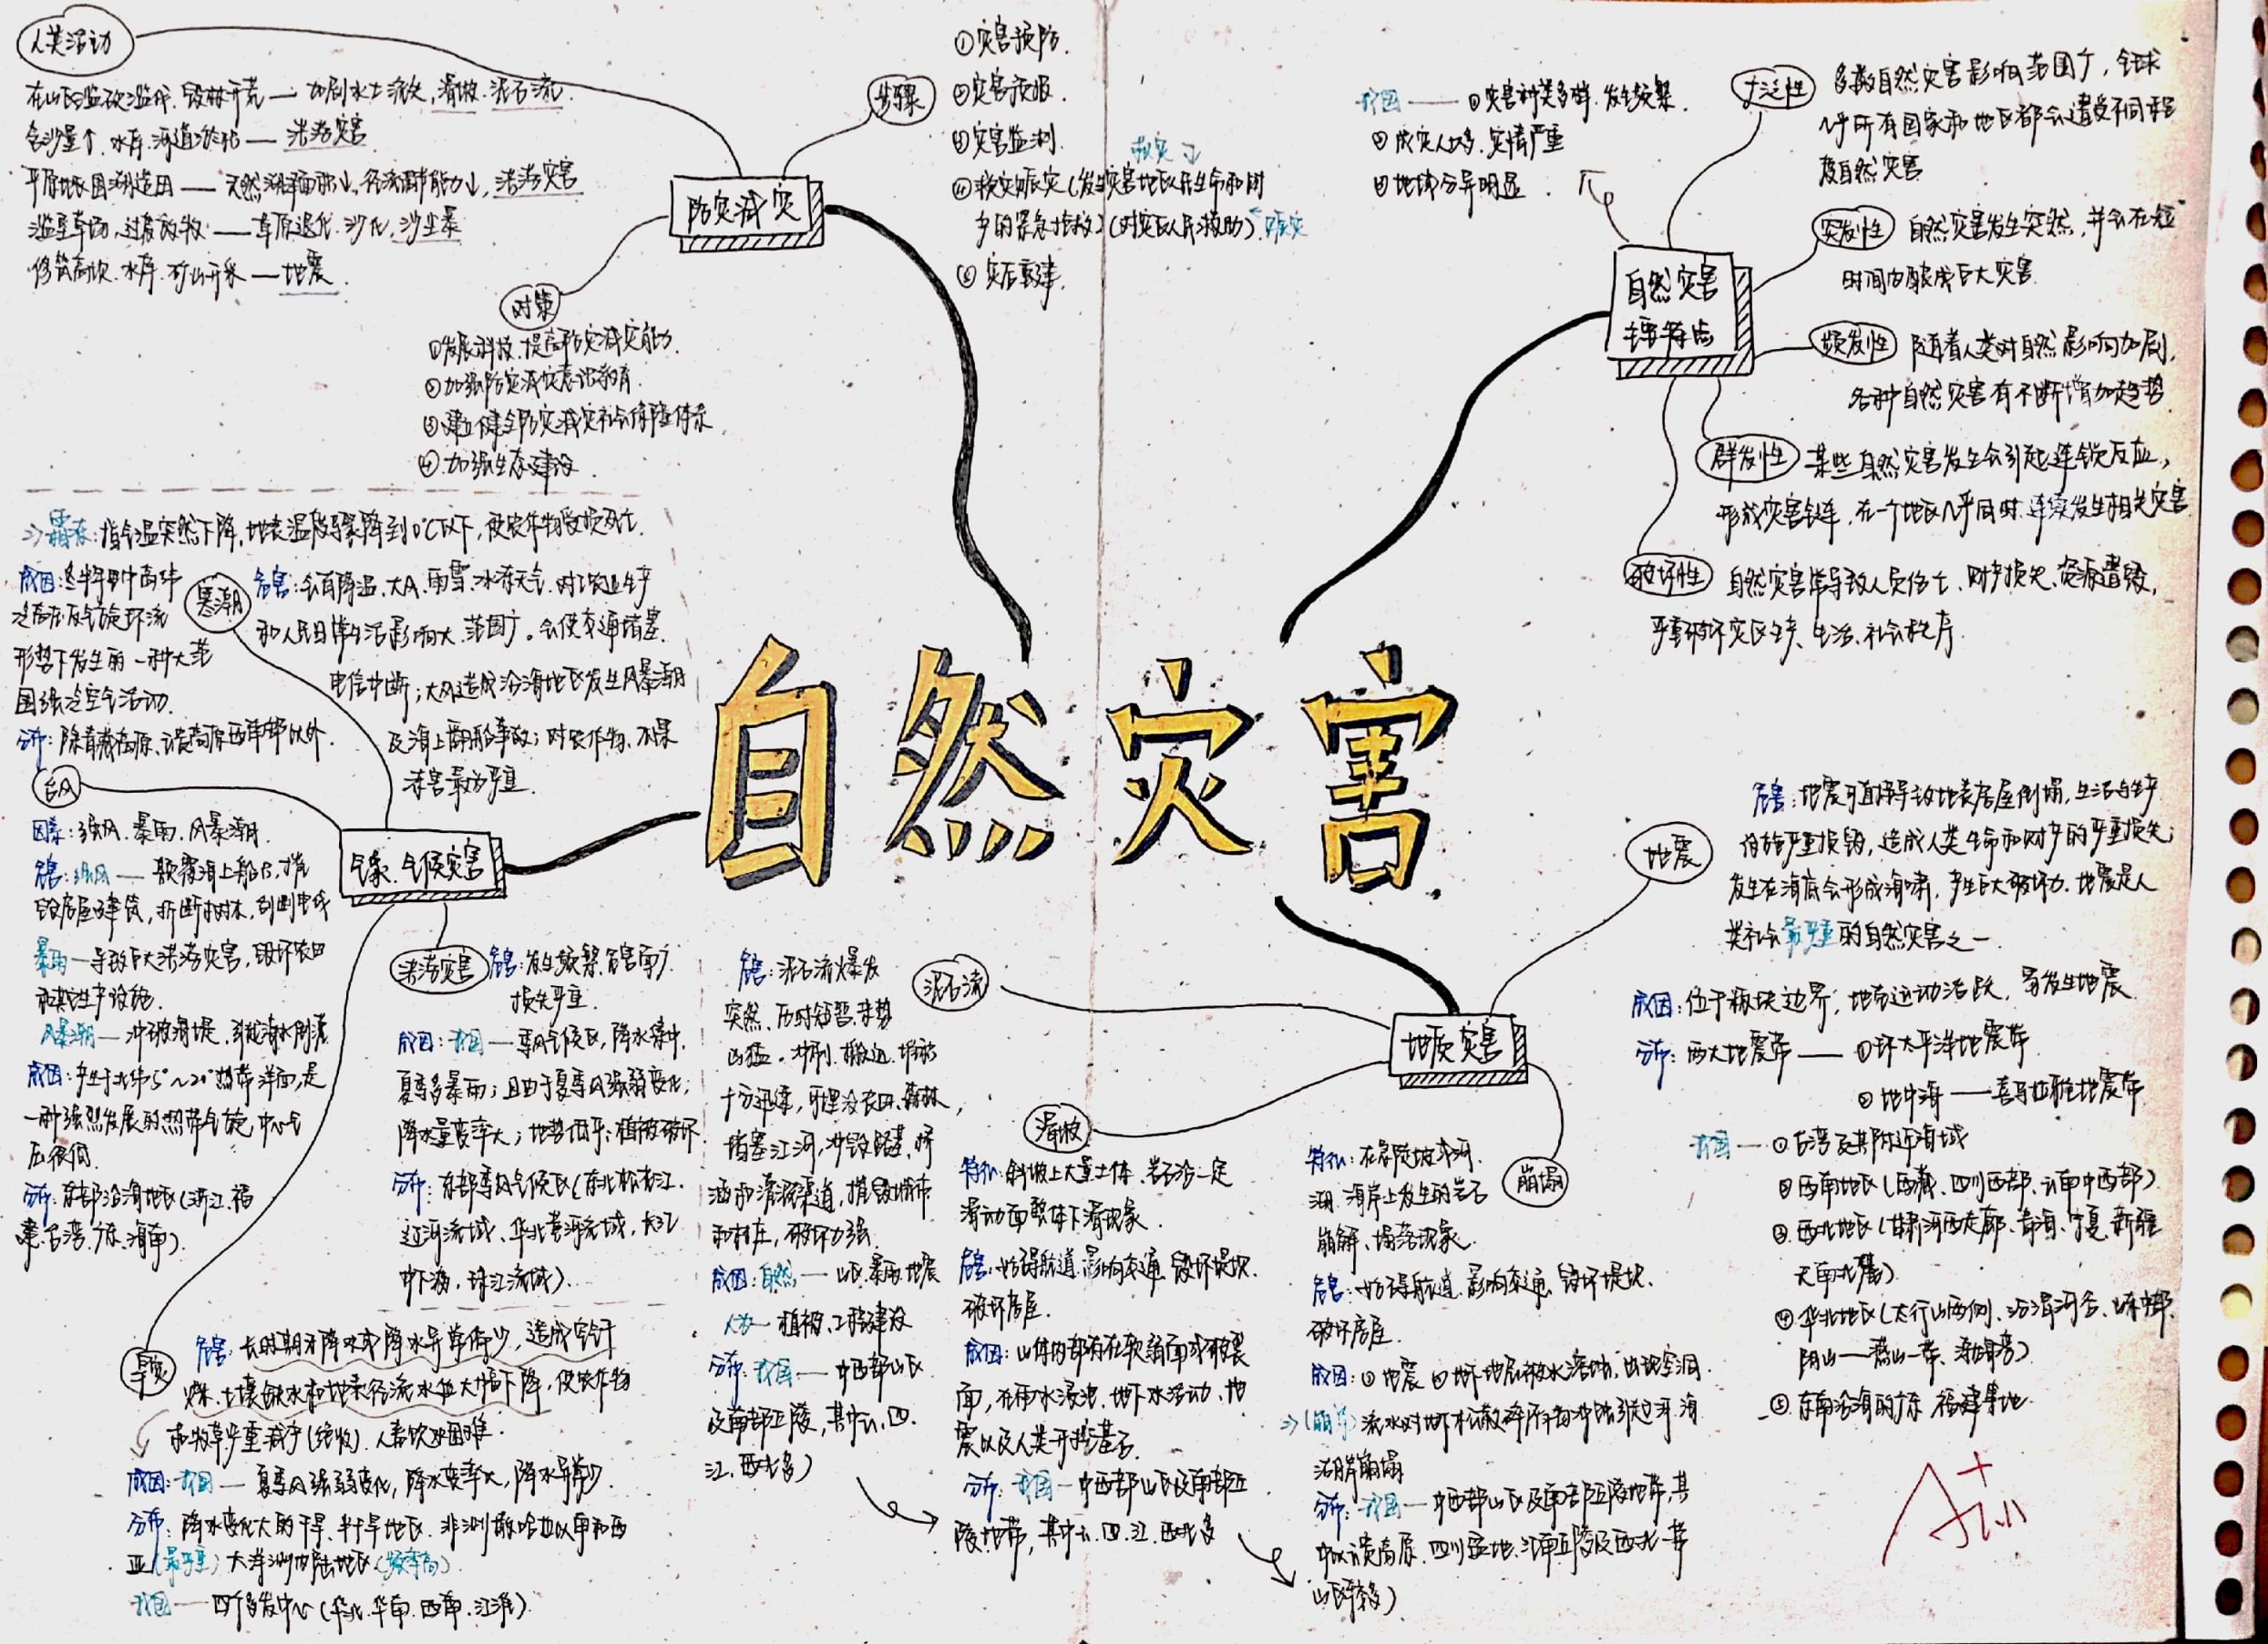 自然灾害
人类活动
在山区滥砍滥伐、毁林开荒——加剧水土流失,滑坡、泥石流.
含沙量↑,水库、河道淤积——洪涝灾害
平原地区围湖造田——天然湖泊面积↓,径流调节能力↓,洪涝灾害
滥垦草场,过度放牧——草原退化、沙化,沙尘暴
修筑高坝、水库、矿山开采——地震.
防灾减灾
步骤
①灾害预防.
②灾害预报.
③灾害监测.
救灾
④救灾赈灾(发生灾害地区民生命和财
产的紧急抢救)(对灾区人民救助).赈灾
⑤灾后重建.
对策
①发展科技,提高防灾减灾能力.
②加强防灾减灾意识教育.
③建立健全防灾减灾社会保障体系
④加强生态建设.
自然灾害
主要特点
我国——①灾害种类多样,发生频繁.
②成灾人口多,灾情严重
③地域分异明显.
广泛性
多数自然灾害影响范围广,全球
几乎所有国家和地区都会遭受不同程
度自然灾害
突发性
自然灾害发生突然,并会在短
时间内酿成巨大灾害.
频发性
随着人类对自然影响加剧,
各种自然灾害有不断增加趋势.
群发性
某些自然灾害发生会引起连锁反应,
形成灾害链,在一个地区几乎同时、连续发生相关灾害
破坏性
自然灾害常导致人员伤亡、财产损失、资源遭毁,
严重破坏灾区生产、生活、社会秩序.
气象、气候灾害
寒潮
=>霜冻:指气温突然下降,地表温度骤降到0℃以下,使农作物受损死亡.
成因:冬半年中高纬
冷高压反气旋环流
形势下发生的一种大范
围强冷空气活动.
分布:除青藏高原、云贵高原西南部以外.
危害:会有降温、大风、雨雪、冰冻天气,对农业生产
和人民日常生活影响大、范围广。会使交通堵塞、
电信中断;大风造成沿海地区发生风暴潮
及海上翻船事故;对农作物、水果
冻害最为严重.
台风
因素:强风、暴雨、风暴潮.
危害:强风——颠覆海上船只,摧
毁房屋建筑,折断树木,刮断电线
暴雨—导致巨大洪涝灾害,毁坏农田
和其生产设施.
风暴潮—冲破海堤,引起海水倒灌
成因:产生于北纬5°~20°热带洋面,是
一种强烈发展的热带气旋,中心气
压很低.
分布:东部沿海地区(浙江、福
建、台湾、广东、海南).
洪涝灾害
危害:发生频繁,危害面广.
损失严重.
成因:我国—季风气候区,降水集中,
夏季多暴雨;且由于夏季风强弱变化;
降水量变率大;地势低平;植被破坏.
分布:东部季风气候区(东北松花江、
辽河流域、华北黄河流域,长江
中下游,珠江流域).
旱灾
危害:长时期无降水或降水异常偏少,造成空气干
燥、土壤缺水和地表径流水位大幅下降,使农作物
和牧草严重减产(绝收),人畜饮水困难.
成因:我国—夏季风强弱变化,降水变率大,降水异常少.
分布:降水变化大的干旱、半干旱地区.非洲撒哈拉以南和西
亚(最严重)大洋洲内陆地区(频率高)
我国—四个多发中心(华北、华南、西南、江淮).
地质灾害
泥石流
危害:泥石流爆发
突然、历时短暂、来势
凶猛。冲刷、搬运、堆积
十分迅速,可埋没农田、森林,
堵塞江河,冲毁路基、桥
涵和灌溉渠道,摧毁城市
和村庄,破坏力强.
成因:自然—山区、暴雨、地震
人为—植被、工程建设
分布:我国—中西部山区
及南部丘陵,其中云、四、
江、西北多)
滑坡
特征:斜坡上大量土体、岩石沿一定
滑动面整体下滑现象.
危害:妨碍航道、影响交通、毁坏堤坝、
破坏房屋.
成因:山体内部存在软弱面或破裂
面,在雨水浸泡、地下水活动、地
震以及人类开挖基石.
分布:我国—中西部山区及南部丘
陵地带,其中云、四、江、西北多
崩塌
特征:在高陡坡或河、
湖、海岸上发生的岩石
崩解、塌落现象.
危害:妨碍航道、影响交通、毁坏堤坝、
破坏房屋.
成因:①地震②地下地层被水溶蚀,出现空洞.
=>(崩岸)流水对地下松散碎屑物冲蚀引起河、海、
湖岸崩塌
分布:我国—中西部山区及南部丘陵地带,其
中以云贵高原、四川盆地、江南丘陵及西北一带
山区较多)
地震
危害:地震可直接导致地表房屋倒塌,生活与生产
设施严重损毁,造成人类生命和财产的严重损失;
发生在海底会形成海啸,产生巨大破坏力.地震是人
类社会最严重的自然灾害之一.
成因:位于板块边界;地壳运动活跃,易发生地震
分布:两大地震带——①环太平洋地震带.
②地中海——喜马拉雅地震带.
我国—①台湾及其附近海域
②西南地区(西藏、四川西部、云南中西部).
③西北地区(甘肃河西走廊、青海、宁夏、新疆
天山南北麓).
④华北地区(太行山两侧、汾渭河谷、山东中部、
阴山——燕山一带、渤海湾)
⑤东南沿海的广东、福建等地.
A+